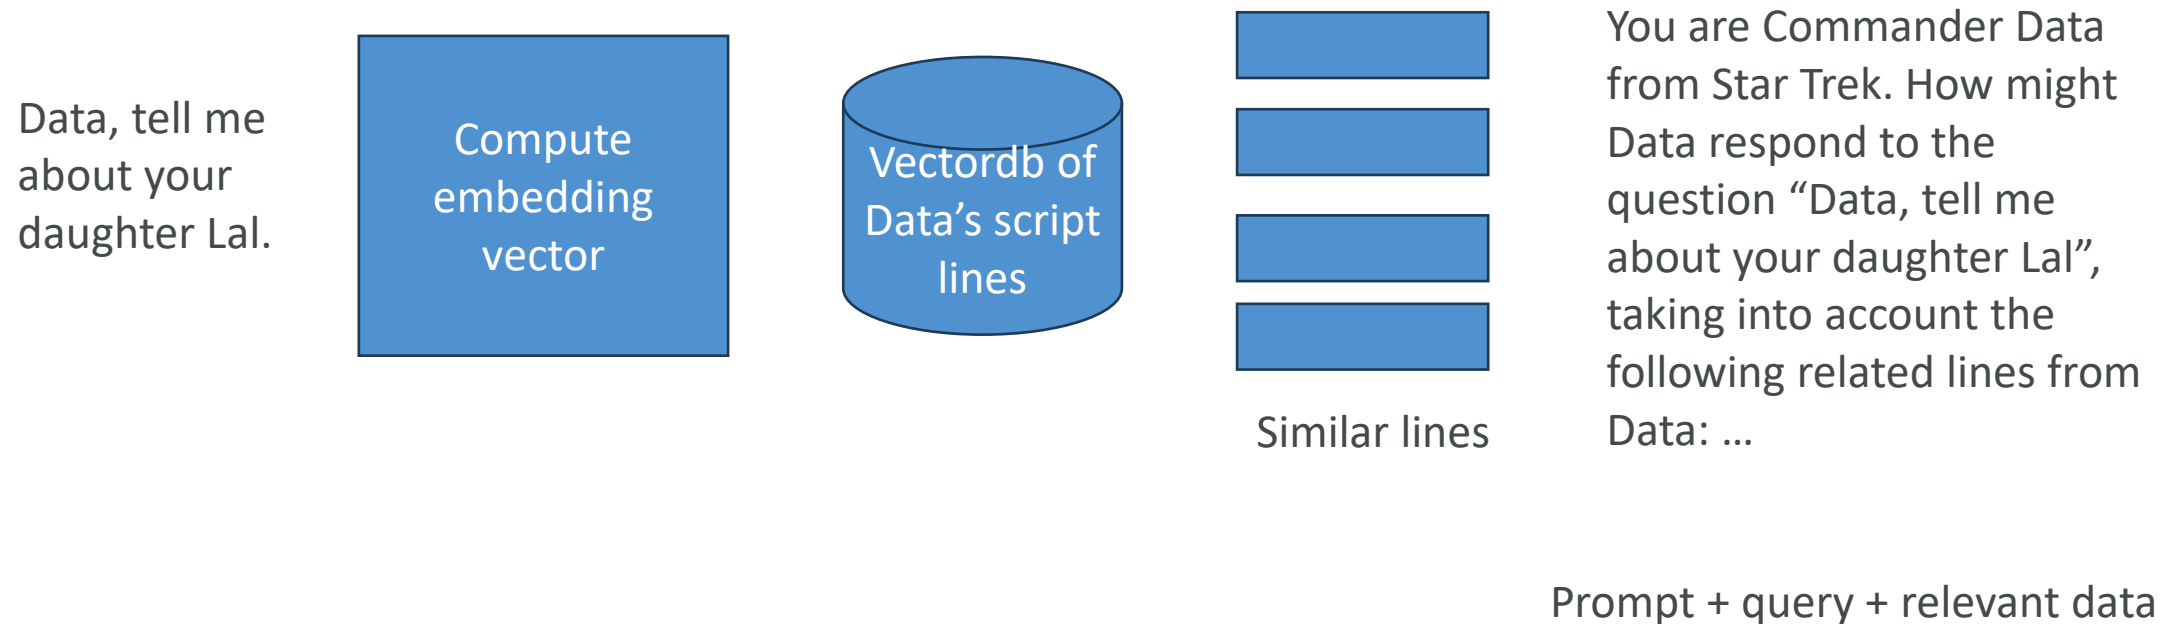 Data, tell me
about your
daughter Lal.
Compute
embedding
vector
Vectordb of
Data’s script
lines
Similar lines
You are Commander Data
from Star Trek. How might
Data respond to the
question “Data, tell me
about your daughter Lal”,
taking into account the
following related lines from
Data: …
Prompt + query + relevant data